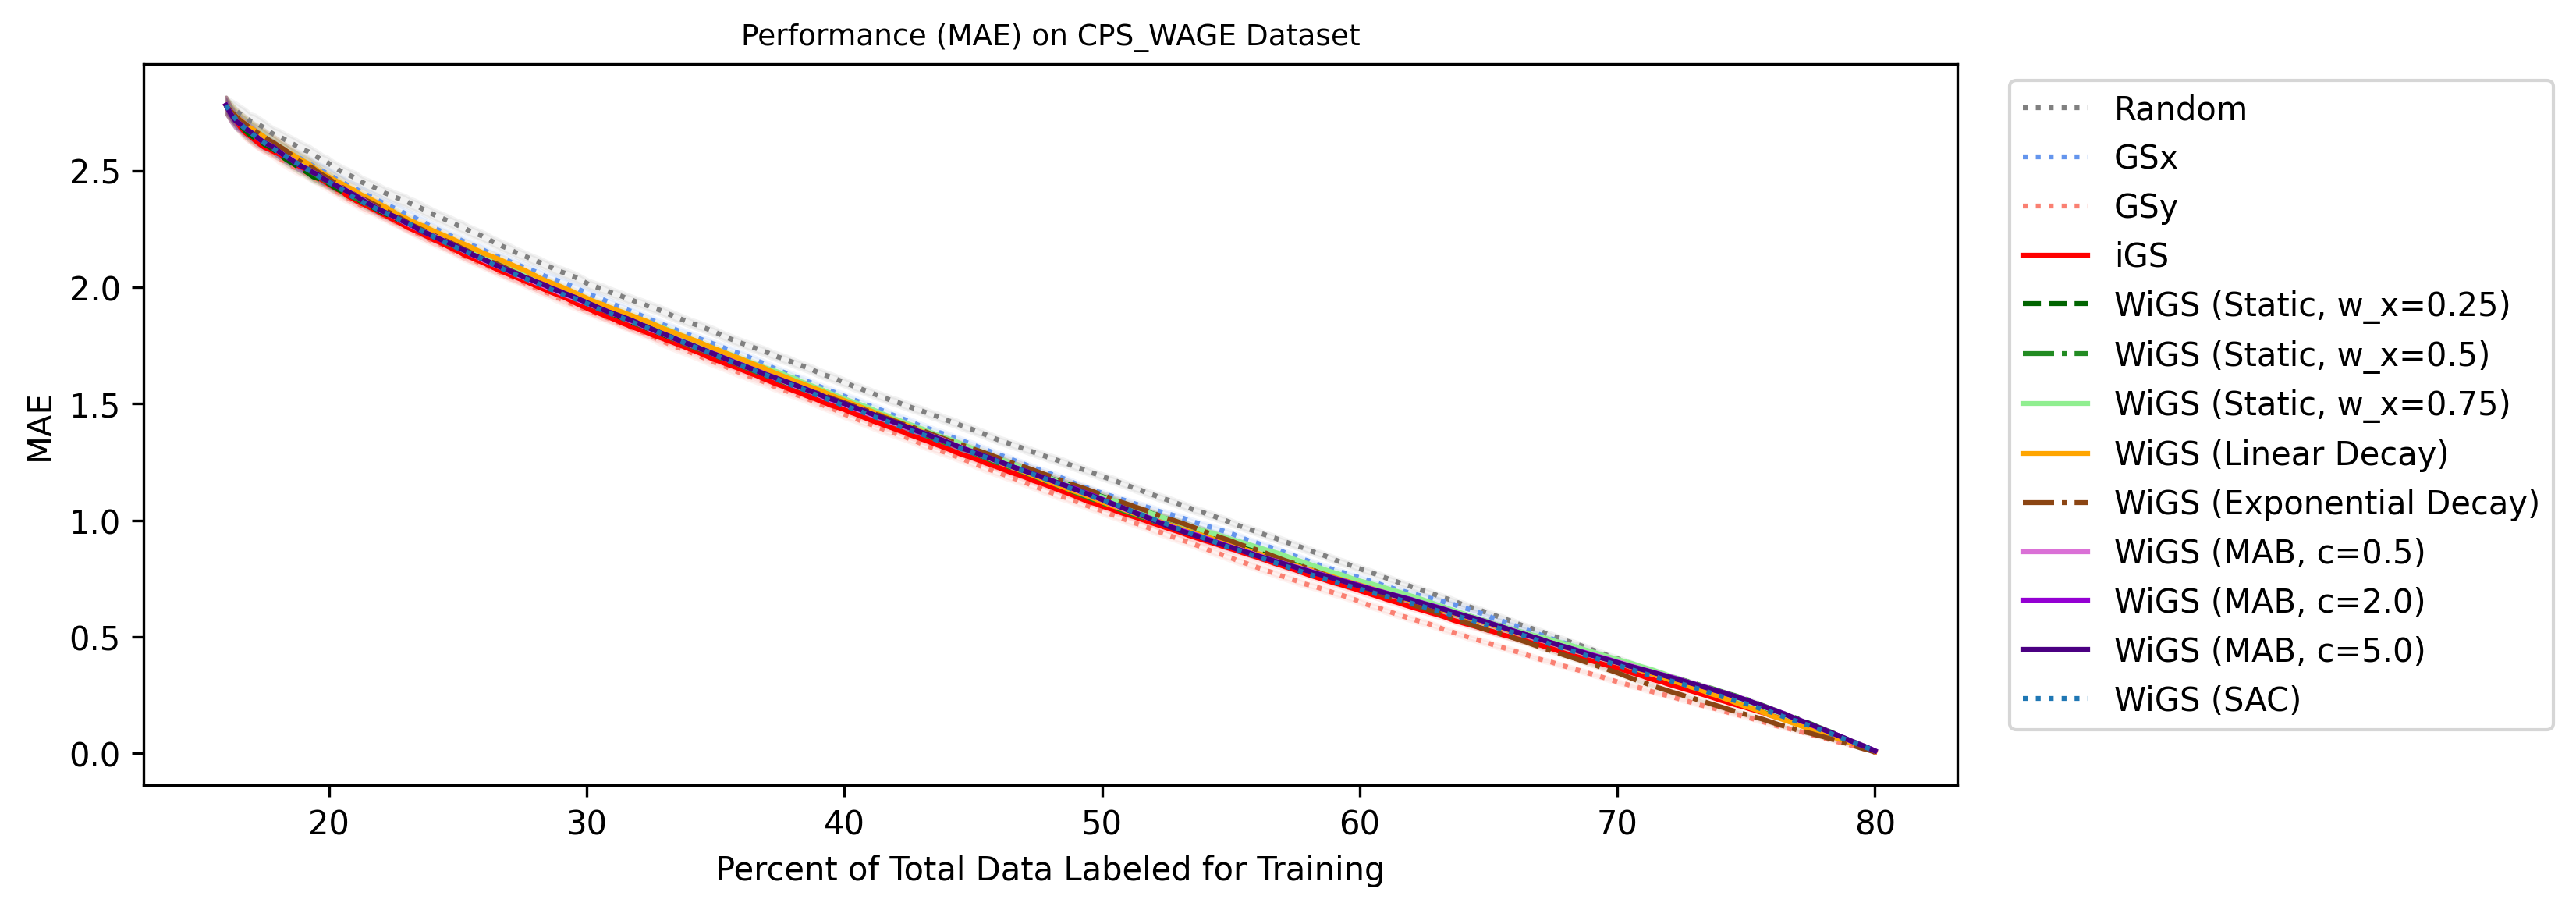 Performance (MAE) on CPS_WAGE Dataset
MAE
2.5
2.0
1.5
1.0
0.5
0.0
20 30 40 50 60 70 80
Percent of Total Data Labeled for Training
Random
GSx
GSy
iGS
WiGS (Static, w_x=0.25)
WiGS (Static, w_x=0.5)
WiGS (Static, w_x=0.75)
WiGS (Linear Decay)
WiGS (Exponential Decay)
WiGS (MAB, c=0.5)
WiGS (MAB, c=2.0)
WiGS (MAB, c=5.0)
WiGS (SAC)